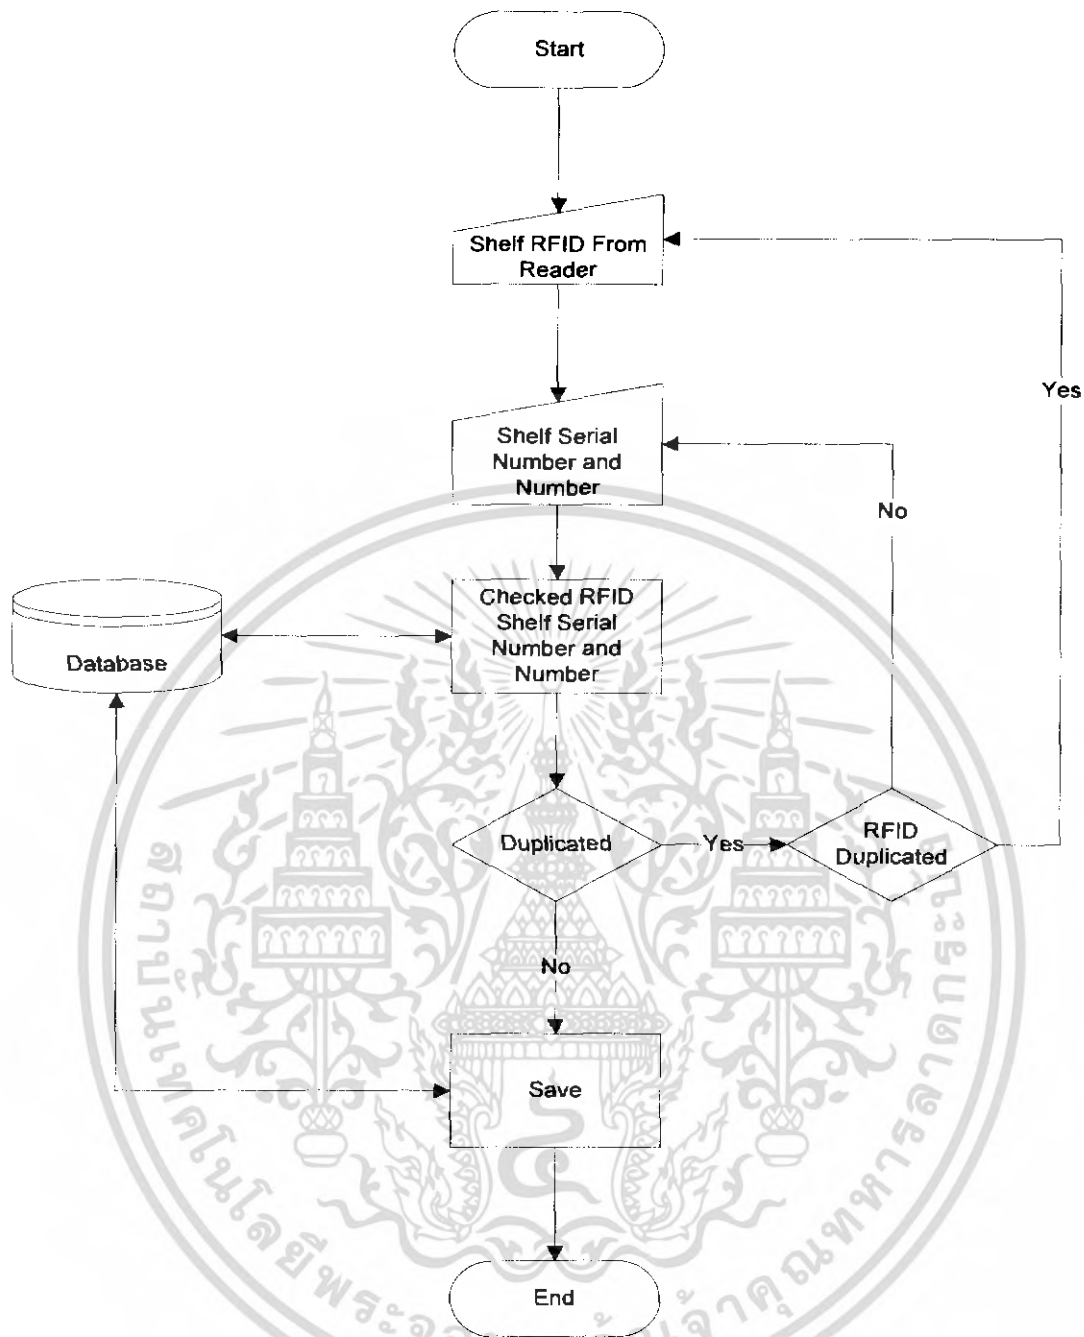 Start
Shelf RFID From
Reader
Yes
Shelf Serial
Number and
Number
No
Checked RFID
Shelf Serial
Number and
Number
Database
Duplicated
Yes
RFID
Duplicated
No
Save
End